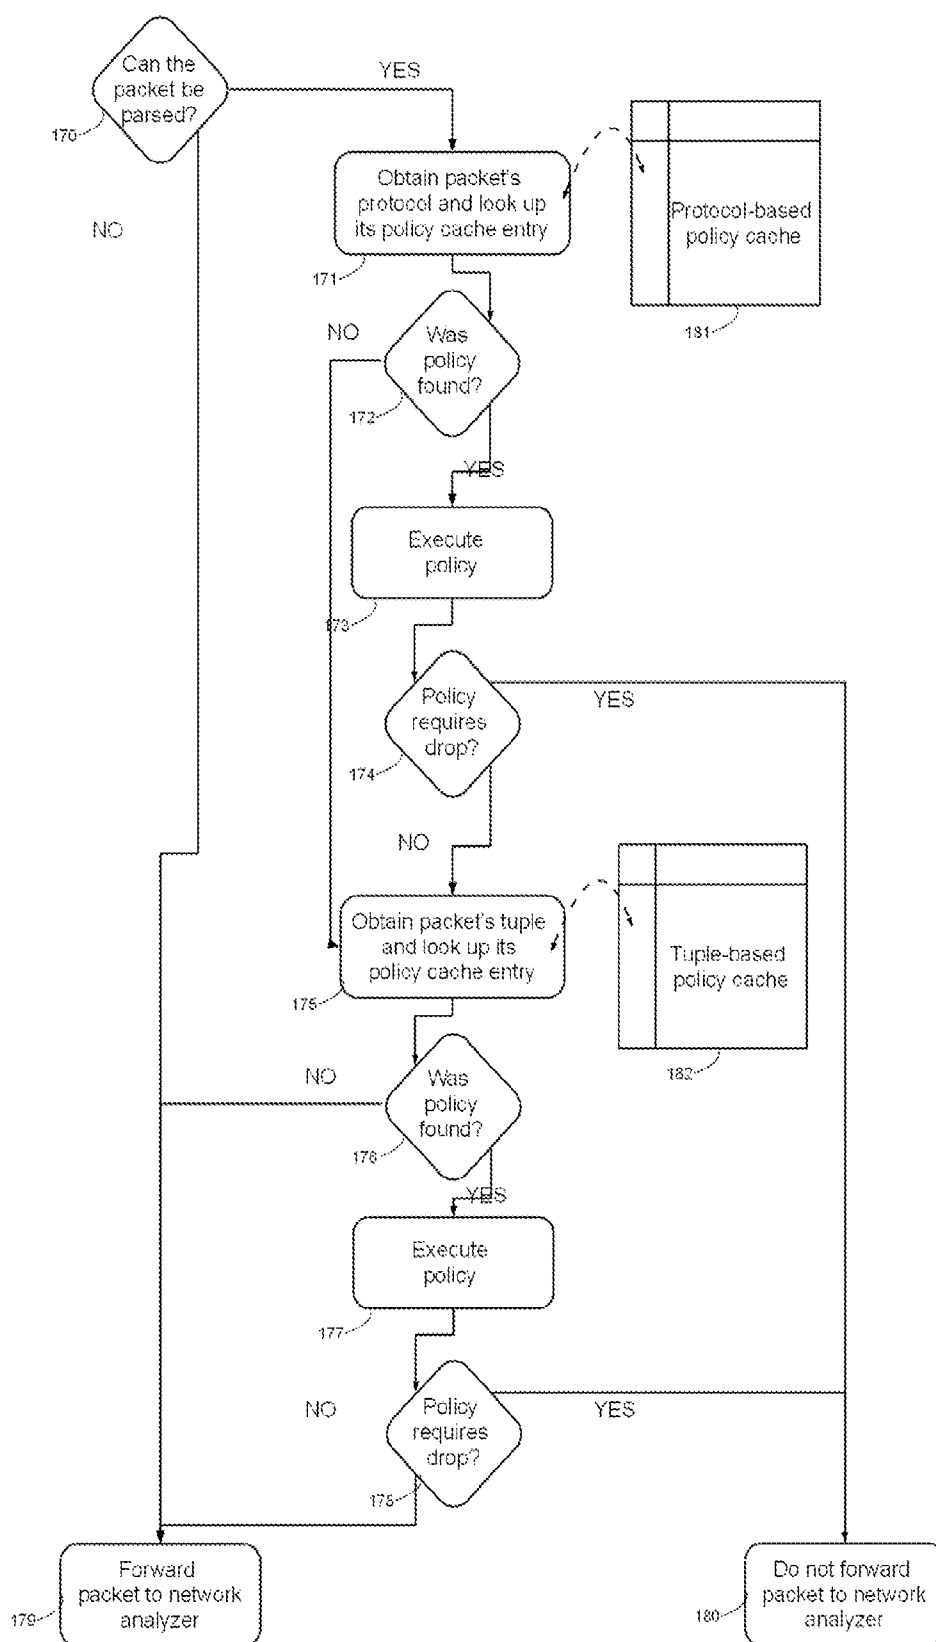 Can the
packet be
parsed?
170
YES
NO
Obtain packet's
protocol and look up
its policy cache entry
171
Protocol-based
policy cache
181
Was
policy
found?
172
NO
YES
Execute
policy
173
Policy
requires
drop?
174
YES
NO
Obtain packet's tuple
and look up its
policy cache entry
175
Tuple-based
policy cache
182
Was
policy
found?
176
NO
YES
Execute
policy
177
Policy
requires
drop?
178
NO
YES
Forward
packet to network
analyzer
179
Do not forward
packet to network
analyzer
180